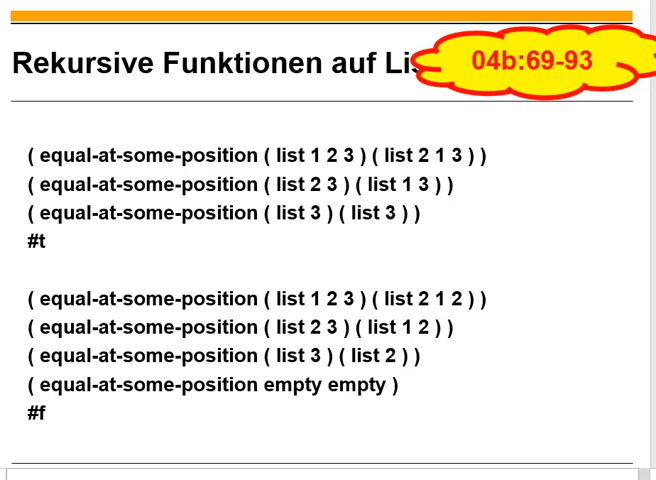 Rekursive Funktionen auf Lis
04b:69-93
( equal-at-some-position ( list 1 2 3 ) ( list 2 1 3 ) )
( equal-at-some-position ( list 2 3 ) ( list 1 3 ) )
( equal-at-some-position ( list 3 ) ( list 3 ) )
#t
( equal-at-some-position ( list 1 2 3 ) ( list 2 1 2 ) )
( equal-at-some-position ( list 2 3 ) ( list 1 2 ) )
( equal-at-some-position ( list 3 ) ( list 2 ) )
( equal-at-some-position empty empty )
#f